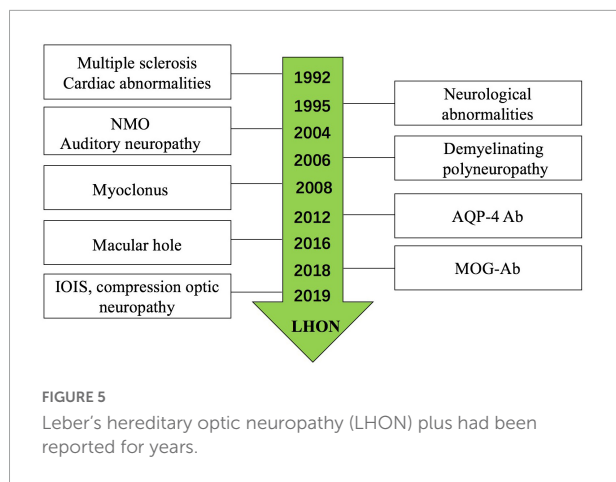 Multiple sclerosis
Cardiac abnormalities
1992
1995
Neurological
abnormalities
NMO
Auditory neuropathy
2004
2006
Demyelinating
polyneuropathy
Myoclonus
2008
2012
AQP-4 Ab
Macular hole
2016
2018
MOG-Ab
IOIS, compression optic
neuropathy
2019
LHON
FIGURE 5
Leber's hereditary optic neuropathy (LHON) plus had been
reported for years.